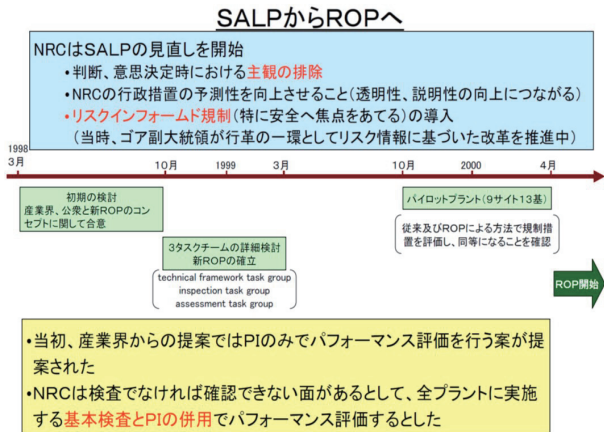 SALPからROPへ
NRCはSALPの見直しを開始
・判断、意思決定時における主観の排除
・NRCの行政措置の予測性を向上させること(透明性、説明性の向上につながる)
・リスクインフォームド規制(特に安全へ焦点をあてる)の導入
(当時、ゴア副大統領が行革の一環としてリスク情報に基づいた改革を推進中)
1998
3月 10月 1999 3月 10月 2000 4月
初期の検討
産業界、公衆と新ROPのコン
セプトに関して合意
パイロットプラント(9サイト13基)
従来及びROPによる方法で規制措
置を評価し、同等になることを確認
3タスクチームの詳細検討
新ROPの確立
technical framework task group
inspection task group
assessment task group
ROP開始
・当初、産業界からの提案ではPIのみでパフォーマンス評価を行う案が提
案された
・NRCは検査でなければ確認できない面があるとして、全プラントに実施
する基本検査とPIの併用でパフォーマンス評価するとした